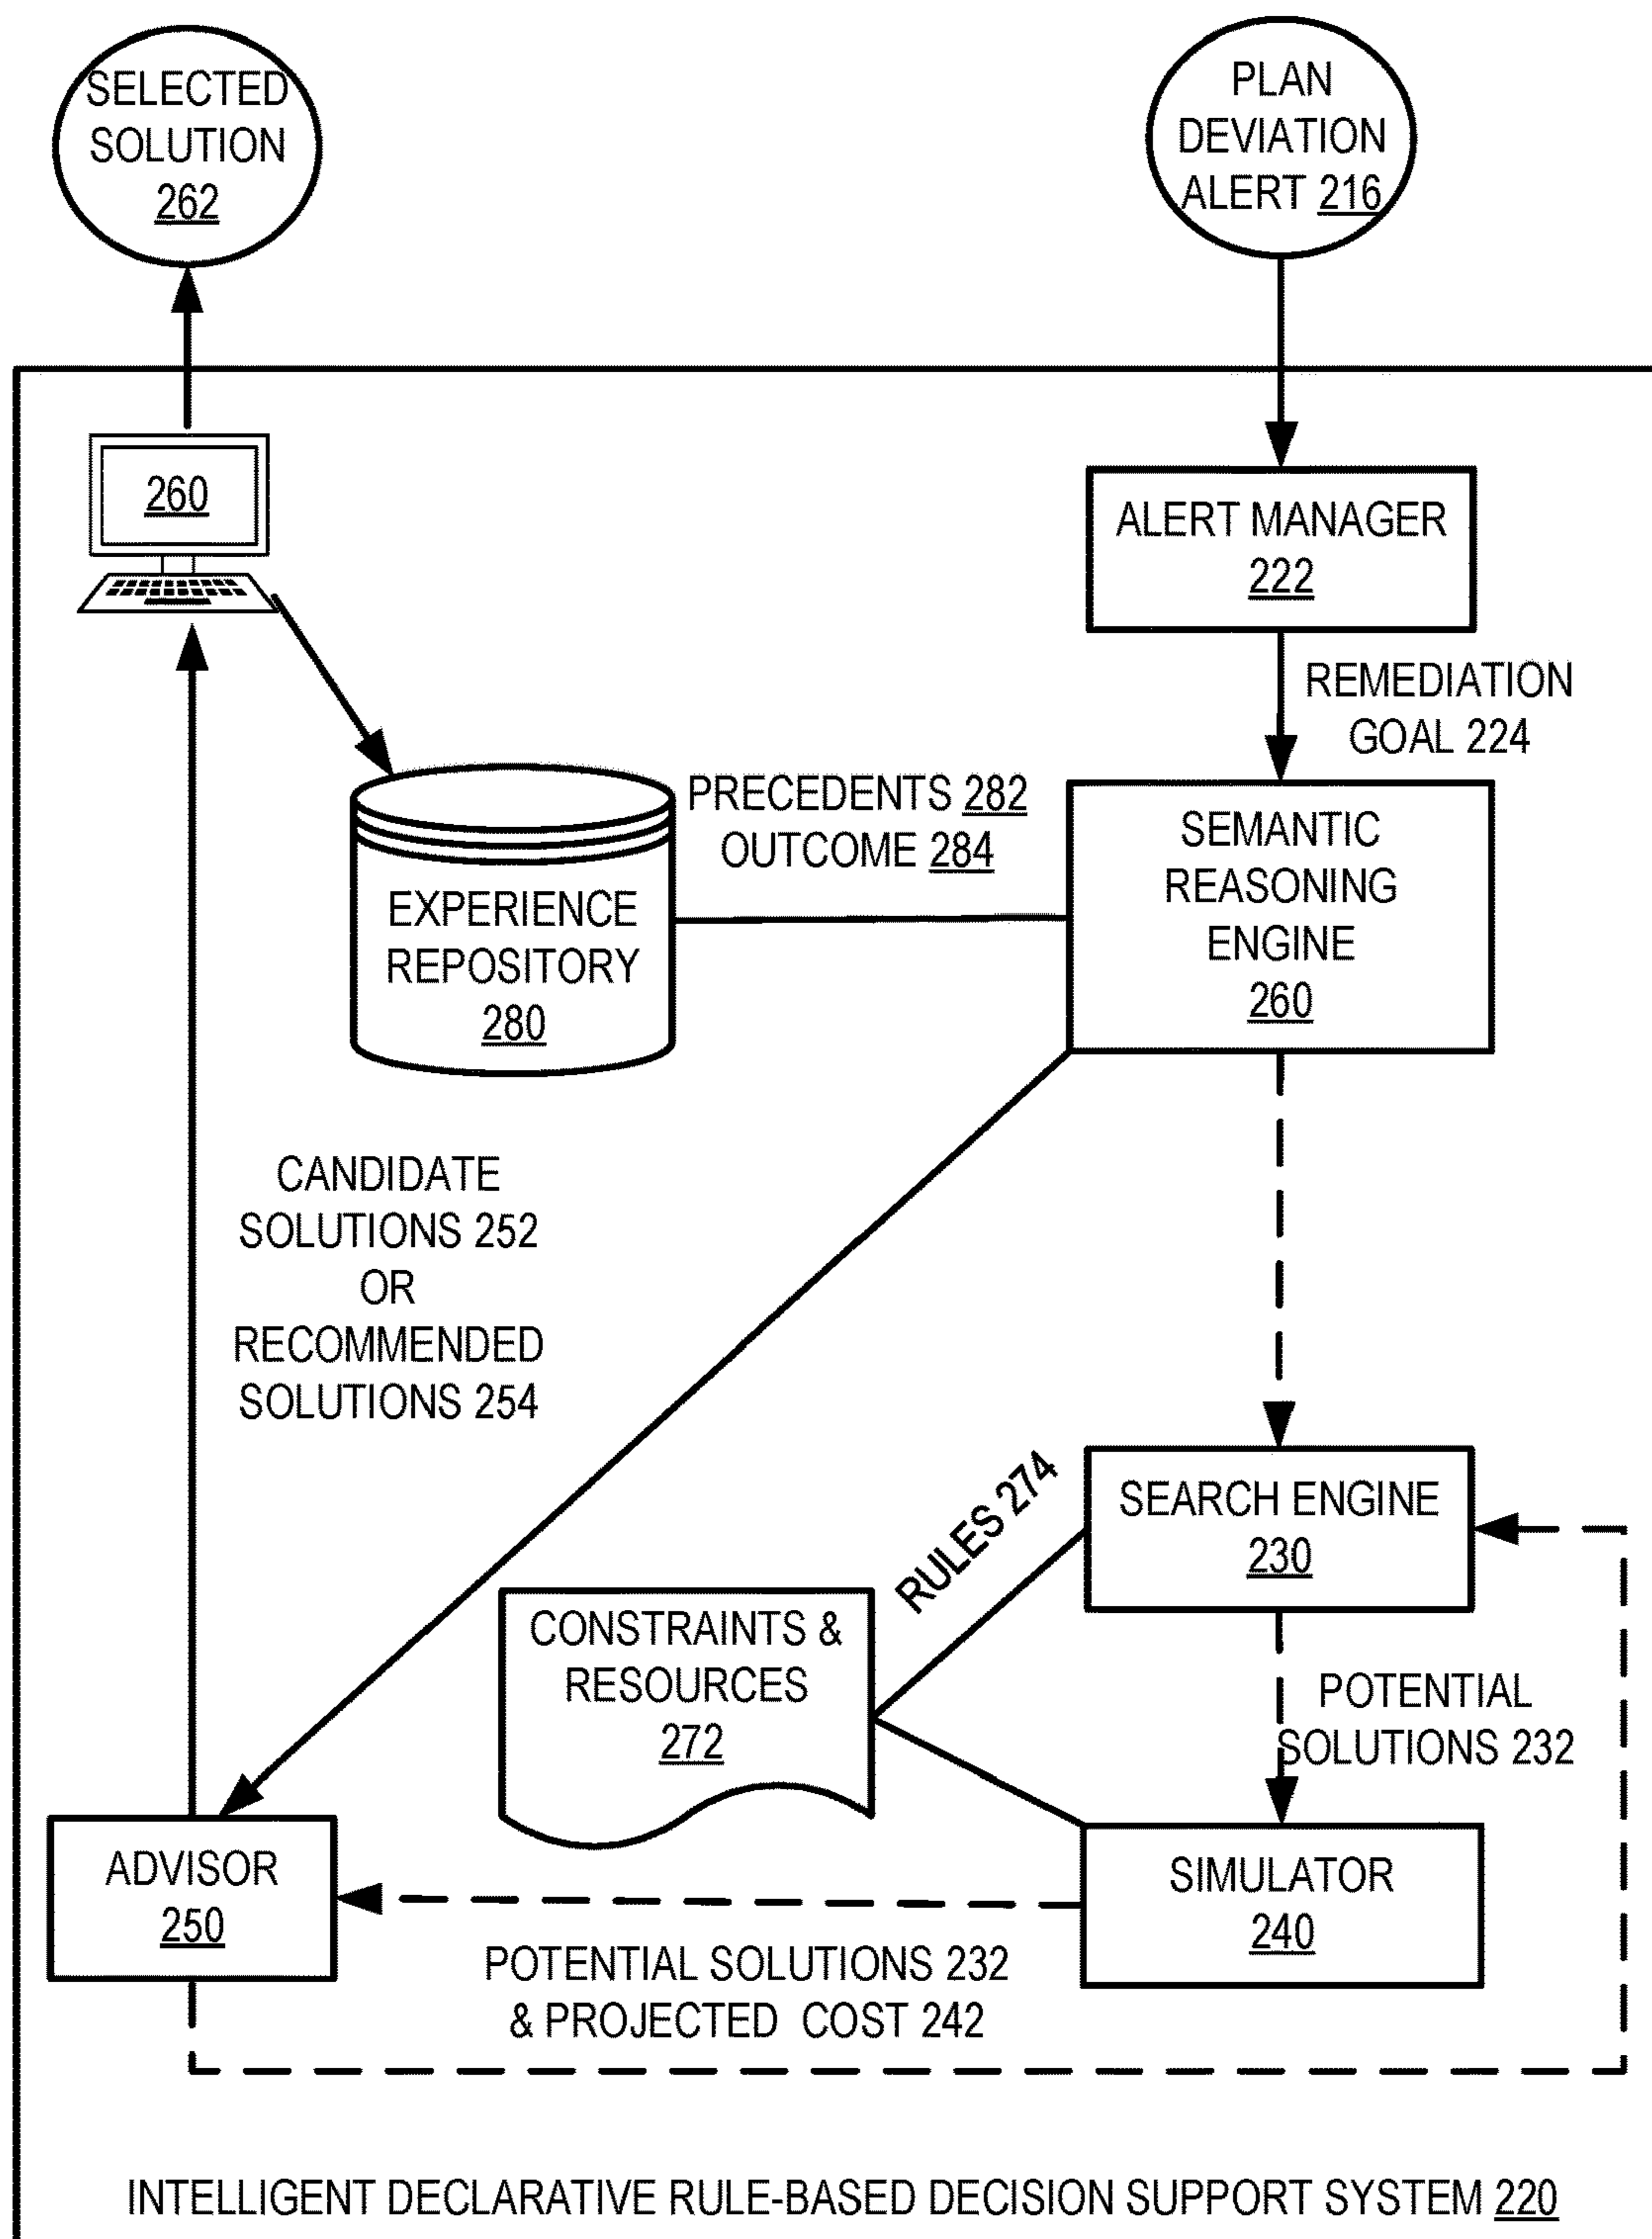 SELECTED
SOLUTION
262
PLAN
DEVIATION
ALERT 216
260
ALERT MANAGER
222
REMEDIATION
GOAL 224
PRECEDENTS 282
OUTCOME 284
EXPERIENCE
REPOSITORY
280
SEMANTIC
REASONING
ENGINE
260
CANDIDATE
SOLUTIONS 252
OR
RECOMMENDED
SOLUTIONS 254
RULES 274
SEARCH ENGINE
230
CONSTRAINTS &
RESOURCES
272
POTENTIAL
SOLUTIONS 232
ADVISOR
250
SIMULATOR
240
POTENTIAL SOLUTIONS 232
& PROJECTED COST 242
INTELLIGENT DECLARATIVE RULE-BASED DECISION SUPPORT SYSTEM 220